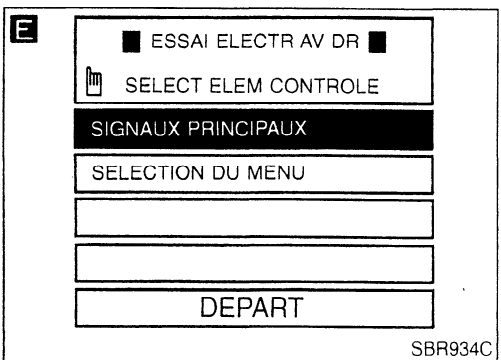 E
ESSAI ELECTR AV DR
SELECT ELEM CONTROLE
SIGNAUX PRINCIPAUX
SELECTION DU MENU
DEPART
SBR934C